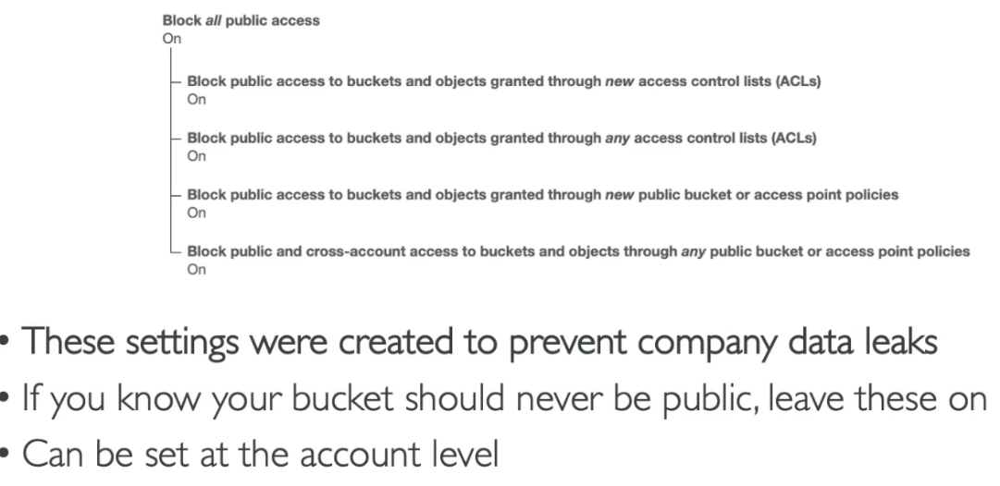 Block all public access
On
Block public access to buckets and objects granted through new access control lists (ACLs)
On
Block public access to buckets and objects granted through any access control lists (ACLs)
On
Block public access to buckets and objects granted through new public bucket or access point policies
On
Block public and cross-account access to buckets and objects through any public bucket or access point policies
On
• These settings were created to prevent company data leaks
• If you know your bucket should never be public, leave these on
• Can be set at the account level